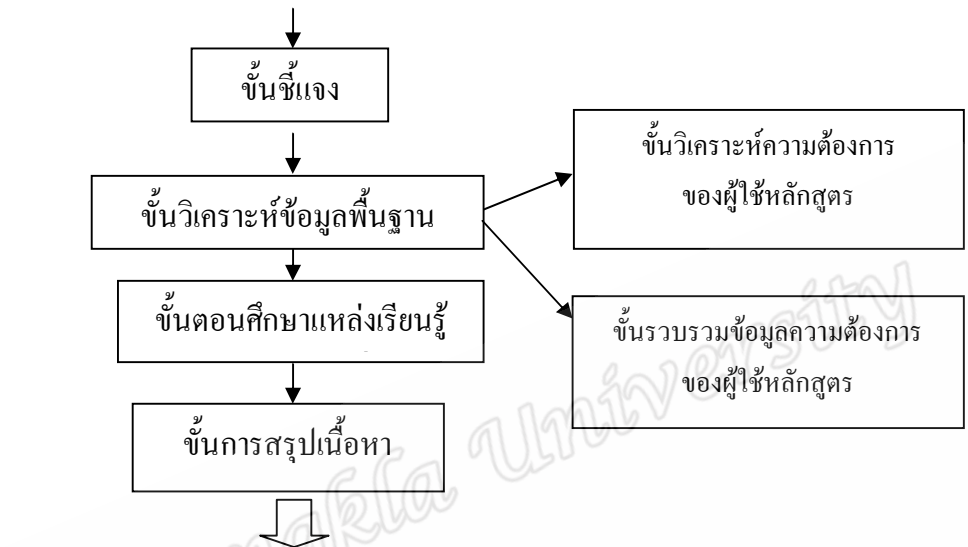 ขั้นชี้แจง
ขั้นวิเคราะห์ข้อมูลพื้นฐาน
ขั้นวิเคราะห์ความต้องการ
ของผู้ใช้หลักสูตร
ขั้นรวบรวมข้อมูลความต้องการ
ของผู้ใช้หลักสูตร
ขั้นตอนศึกษาแหล่งเรียนรู้
ขั้นการสรุปเนื้อหา
akla University